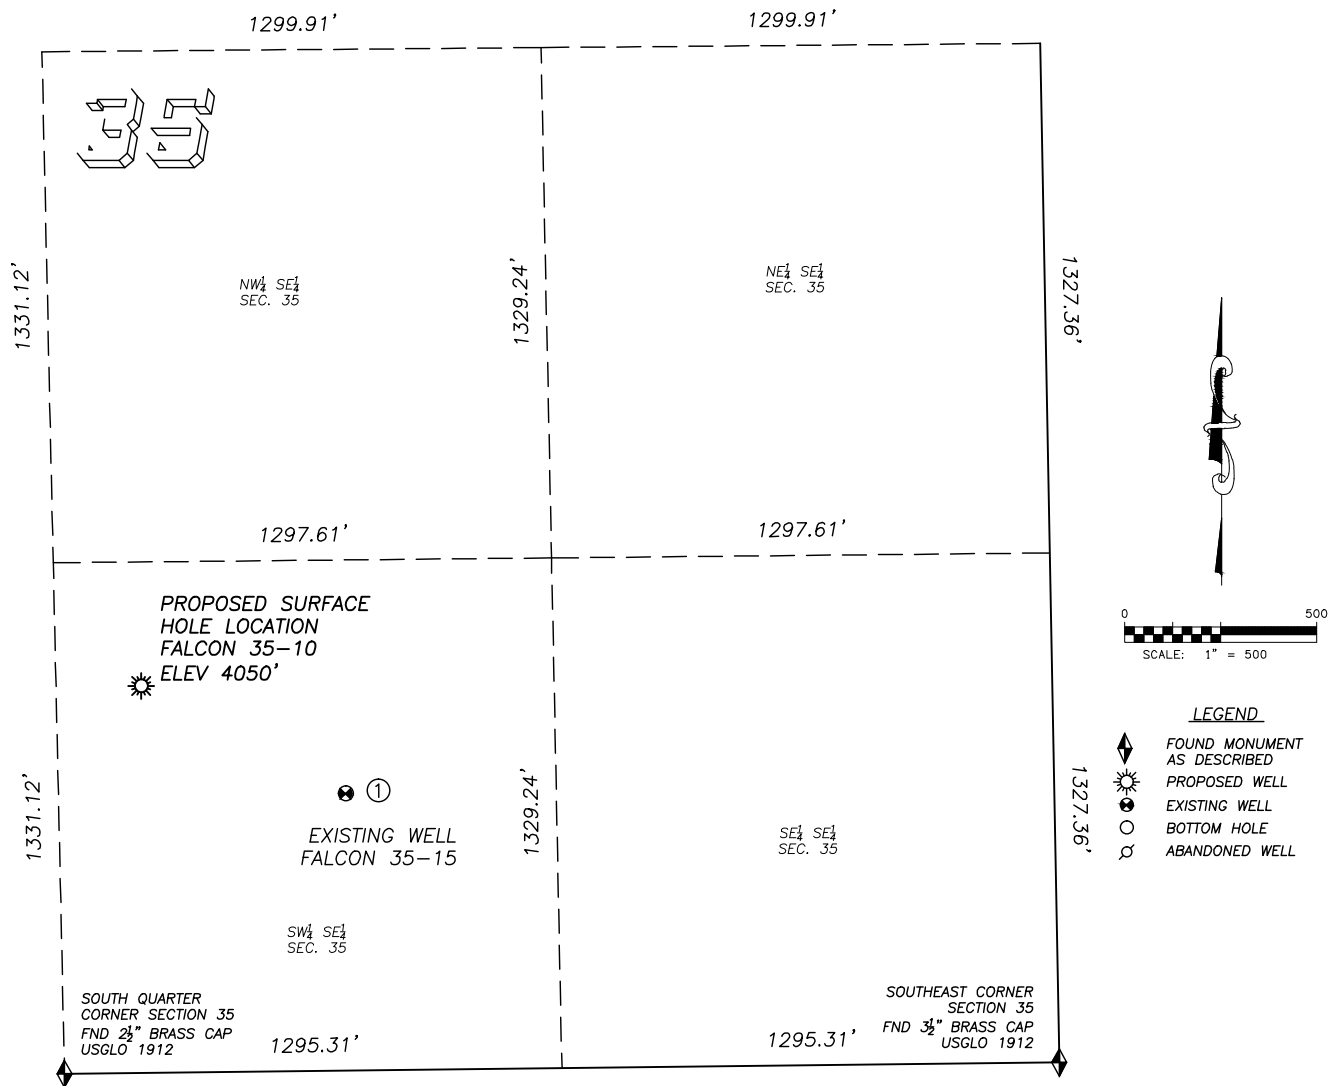 1299.91’
1299.91’
35
1331.12’
NW¼ SE¼
SEC. 35
1329.24’
NE¼ SE¼
SEC. 35
1327.36’
1297.61’
1297.61’
PROPOSED SURFACE
HOLE LOCATION
FALCON 35–10
ELEV 4050’
0 500
SCALE: 1” = 500
LEGEND
FOUND MONUMENT
AS DESCRIBED
PROPOSED WELL
EXISTING WELL
BOTTOM HOLE
ABANDONED WELL
1331.12’
1
EXISTING WELL
FALCON 35–15
1329.24’
SE¼ SE¼
SEC. 35
1327.36’
SW¼ SE¼
SEC. 35
SOUTH QUARTER
CORNER SECTION 35
FND 2½” BRASS CAP
USGLO 1912
1295.31’
1295.31’
SOUTHEAST CORNER
SECTION 35
FND 3½” BRASS CAP
USGLO 1912